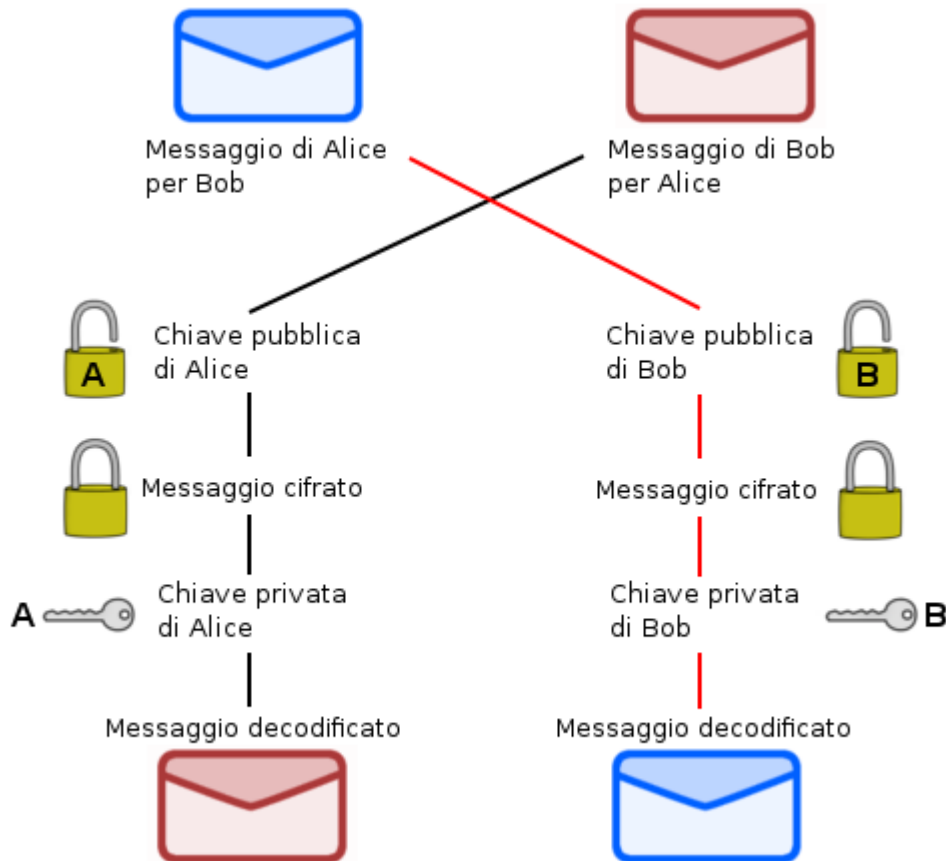 Messaggio di Alice
per Bob
Messaggio di Bob
per Alice
A
Chiave pubblica
di Alice
Chiave pubblica
di Bob
B
Messaggio cifrato
Messaggio cifrato
A
Chiave privata
di Alice
Chiave privata
di Bob
B
Messaggio decodificato
Messaggio decodificato